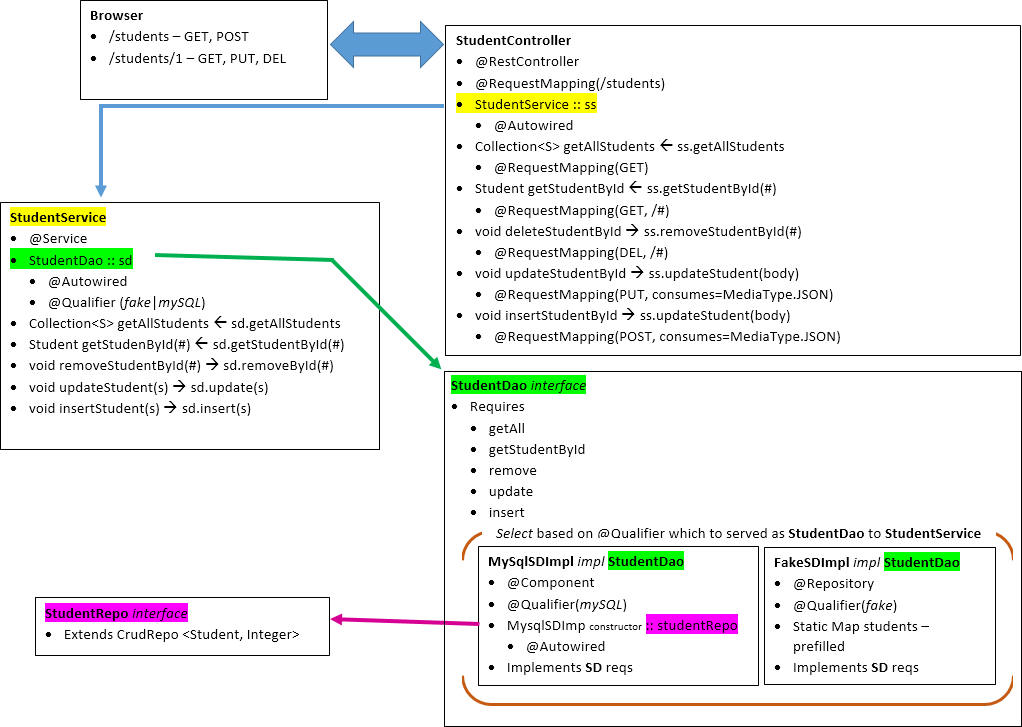 Browser
• /students – GET, POST
• /students/1 – GET, PUT, DEL
StudentController
• @RestController
• @RequestMapping(/students)
• StudentService :: ss
• @Autowired
• Collection<S> getAllStudents ← ss.getAllStudents
• @RequestMapping(GET)
• Student getStudentById ← ss.getStudentById(#)
• @RequestMapping(GET, /#)
• void deleteStudentById → ss.removeStudentById(#)
• @RequestMapping(DEL, /#)
• void updateStudentById → ss.updateStudent(body)
• @RequestMapping(PUT, consumes=MediaType.JSON)
• void insertStudentById → ss.updateStudent(body)
• @RequestMapping(POST, consumes=MediaType.JSON)
StudentService
• @Service
• StudentDao :: sd
• @Autowired
• @Qualifier (fake|mySQL)
• Collection<S> getAllStudents ← sd.getAllStudents
• Student getStudenById(#) ← sd.getStudentById(#)
• void removeStudentById(#) → sd.removeById(#)
• void updateStudent(s) → sd.update(s)
• void insertStudent(s) → sd.insert(s)
StudentDao interface
• Requires
• getAll
• getStudentById
• remove
• update
• insert
Select based on @Qualifier which to served as StudentDao to StudentService
MySqlSDImpl impl StudentDao
• @Component
• @Qualifier(mySQL)
• MysqlSDImp constructor :: studentRepo
• @Autowired
• Implements SD reqs
FakeSDImpl impl StudentDao
• @Repository
• @Qualifier(fake)
• Static Map students –
prefilled
• Implements SD reqs
StudentRepo interface
• Extends CrudRepo <Student, Integer>